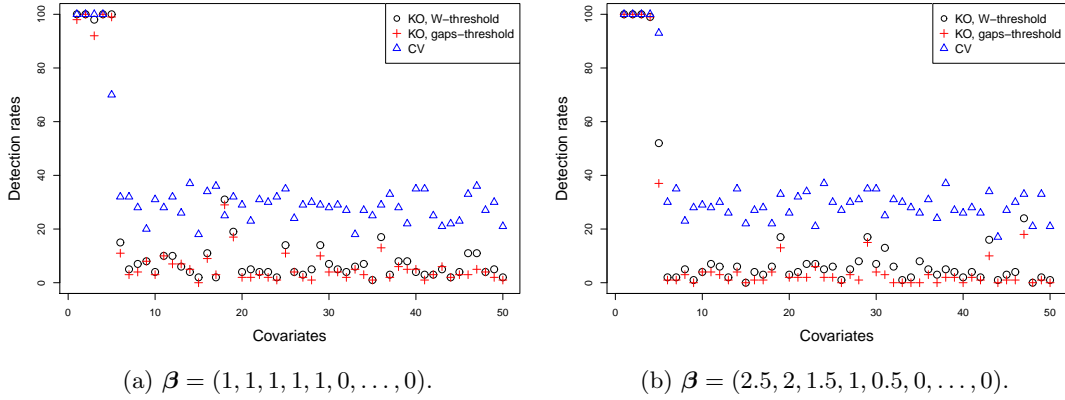 100
80
60
40
20
0
Detection rates
0 10 20 30 40 50
Covariates
KO, W−threshold
KO, gaps−threshold
CV
(a) β = (1, 1, 1, 1, 1, 0, . . . , 0).
100
80
60
40
20
0
Detection rates
0 10 20 30 40 50
Covariates
KO, W−threshold
KO, gaps−threshold
CV
(b) β = (2.5, 2, 1.5, 1, 0.5, 0, . . . , 0).